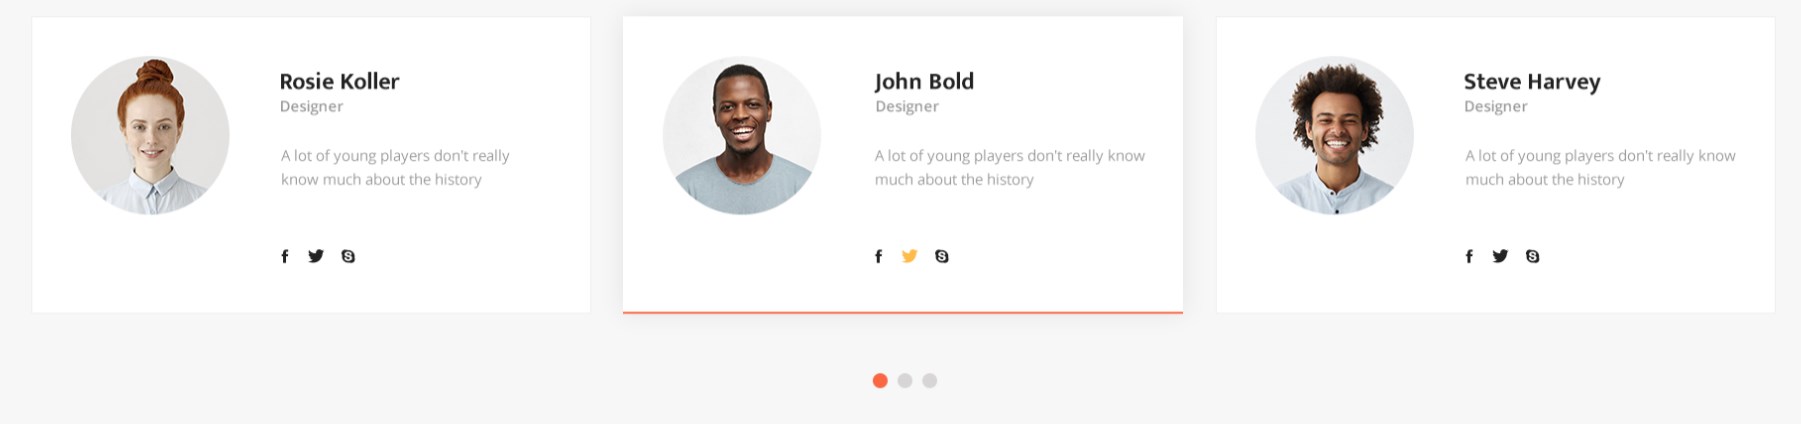 Rosie Koller
Designer
A lot of young players don't really
know much about the history
John Bold
Designer
A lot of young players don't really know
much about the history
Steve Harvey
Designer
A lot of young players don't really know
much about the history